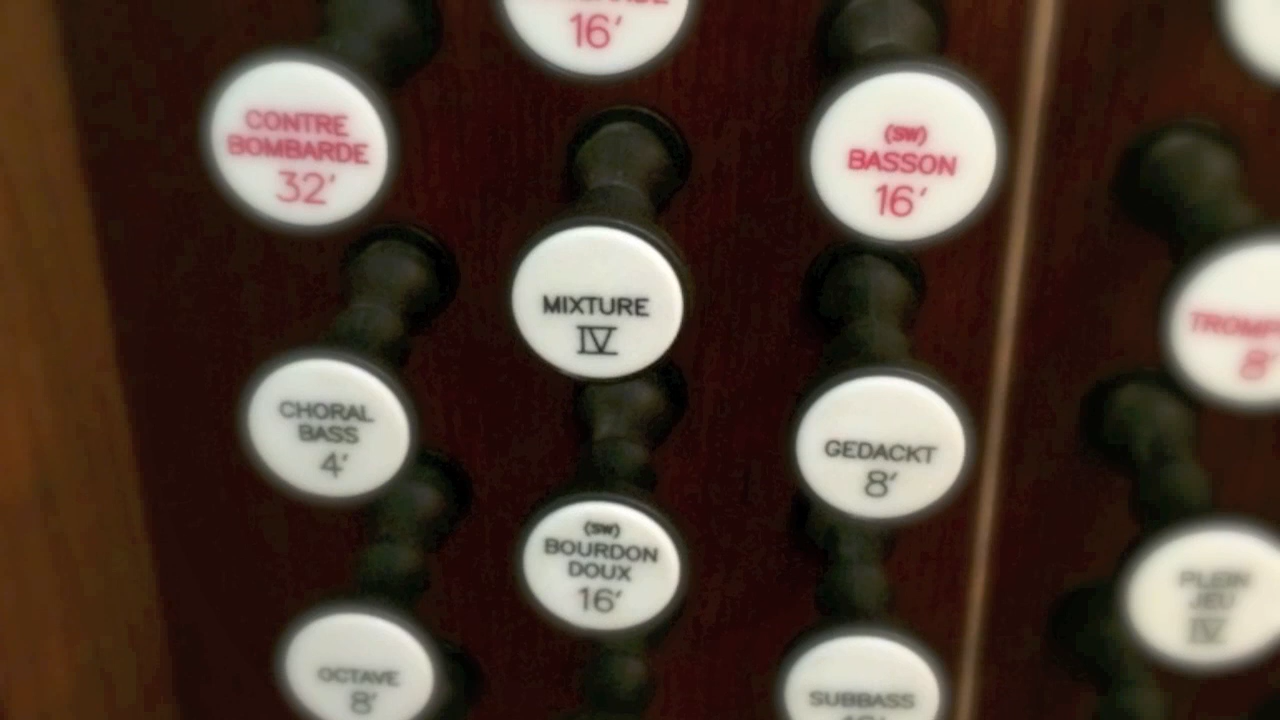 16'
CONTRE
BOMBARDE
32'
(SW)
BASSON
16'
MIXTURE
IV
8'
CHORAL
BASS
4'
GEDACKT
8'
(SW)
BOURDON
DOUX
16'
PLEIN
JEU
IV
OCTAVE
8'
SUBBASS